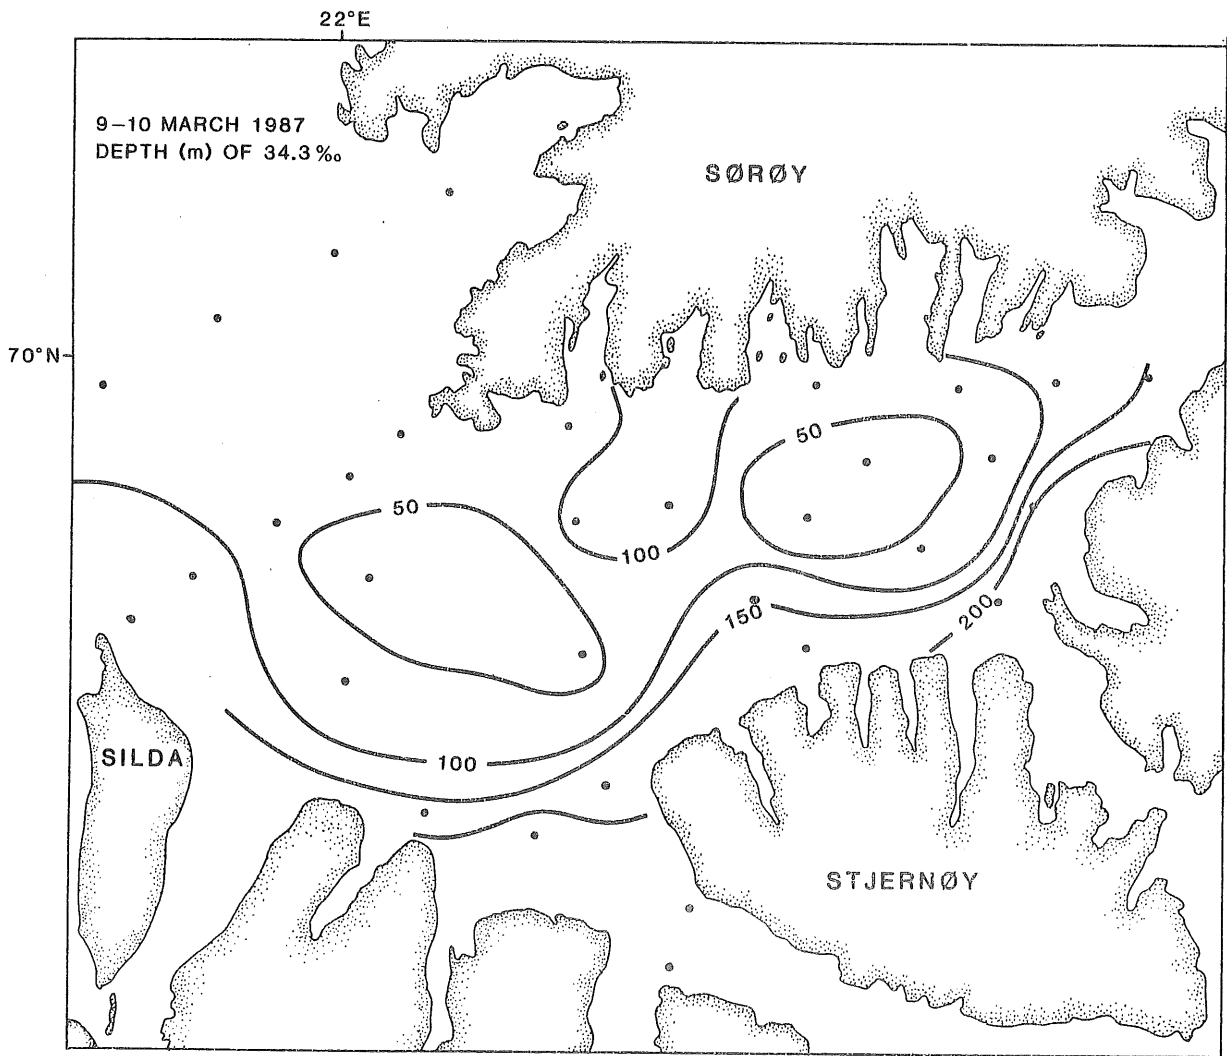 22°E
9–10 MARCH 1987
DEPTH (m) OF 34.3‰
SØRØY
70°N
50
50
100
150
200
SILDA
100
STJERNØY